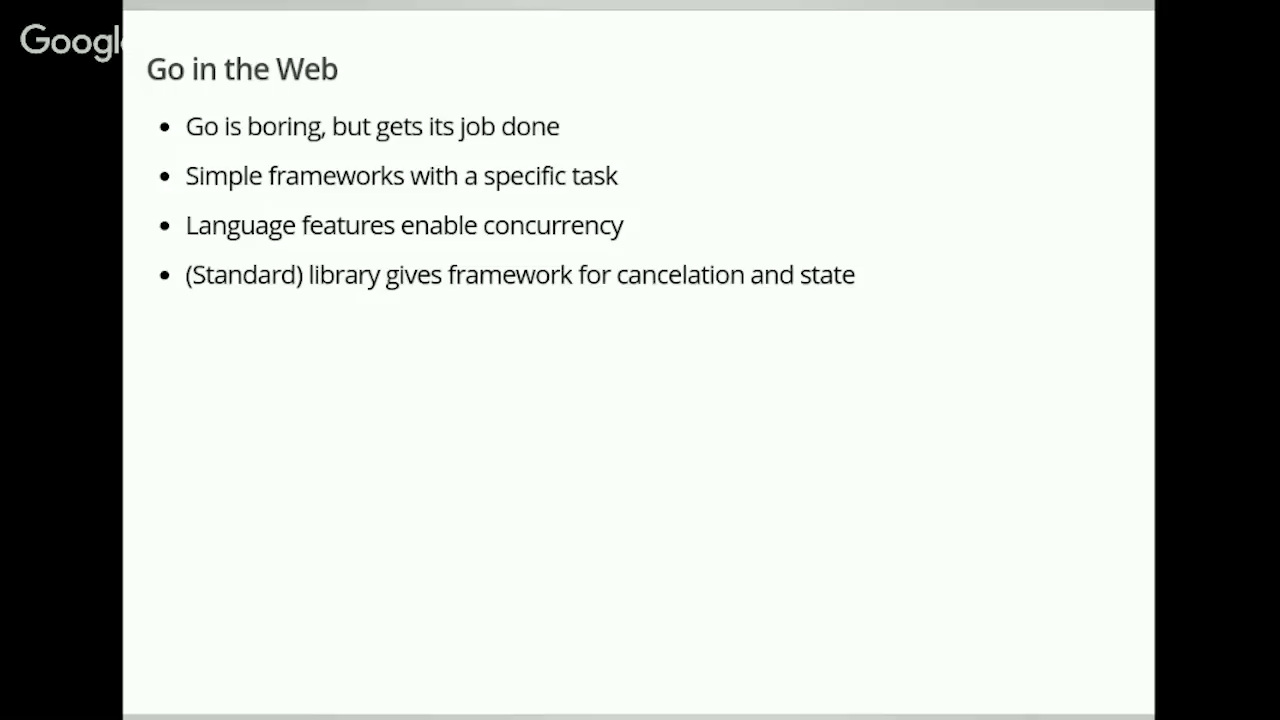 Google
Go in the Web
• Go is boring, but gets its job done
• Simple frameworks with a specific task
• Language features enable concurrency
• (Standard) library gives framework for cancelation and state